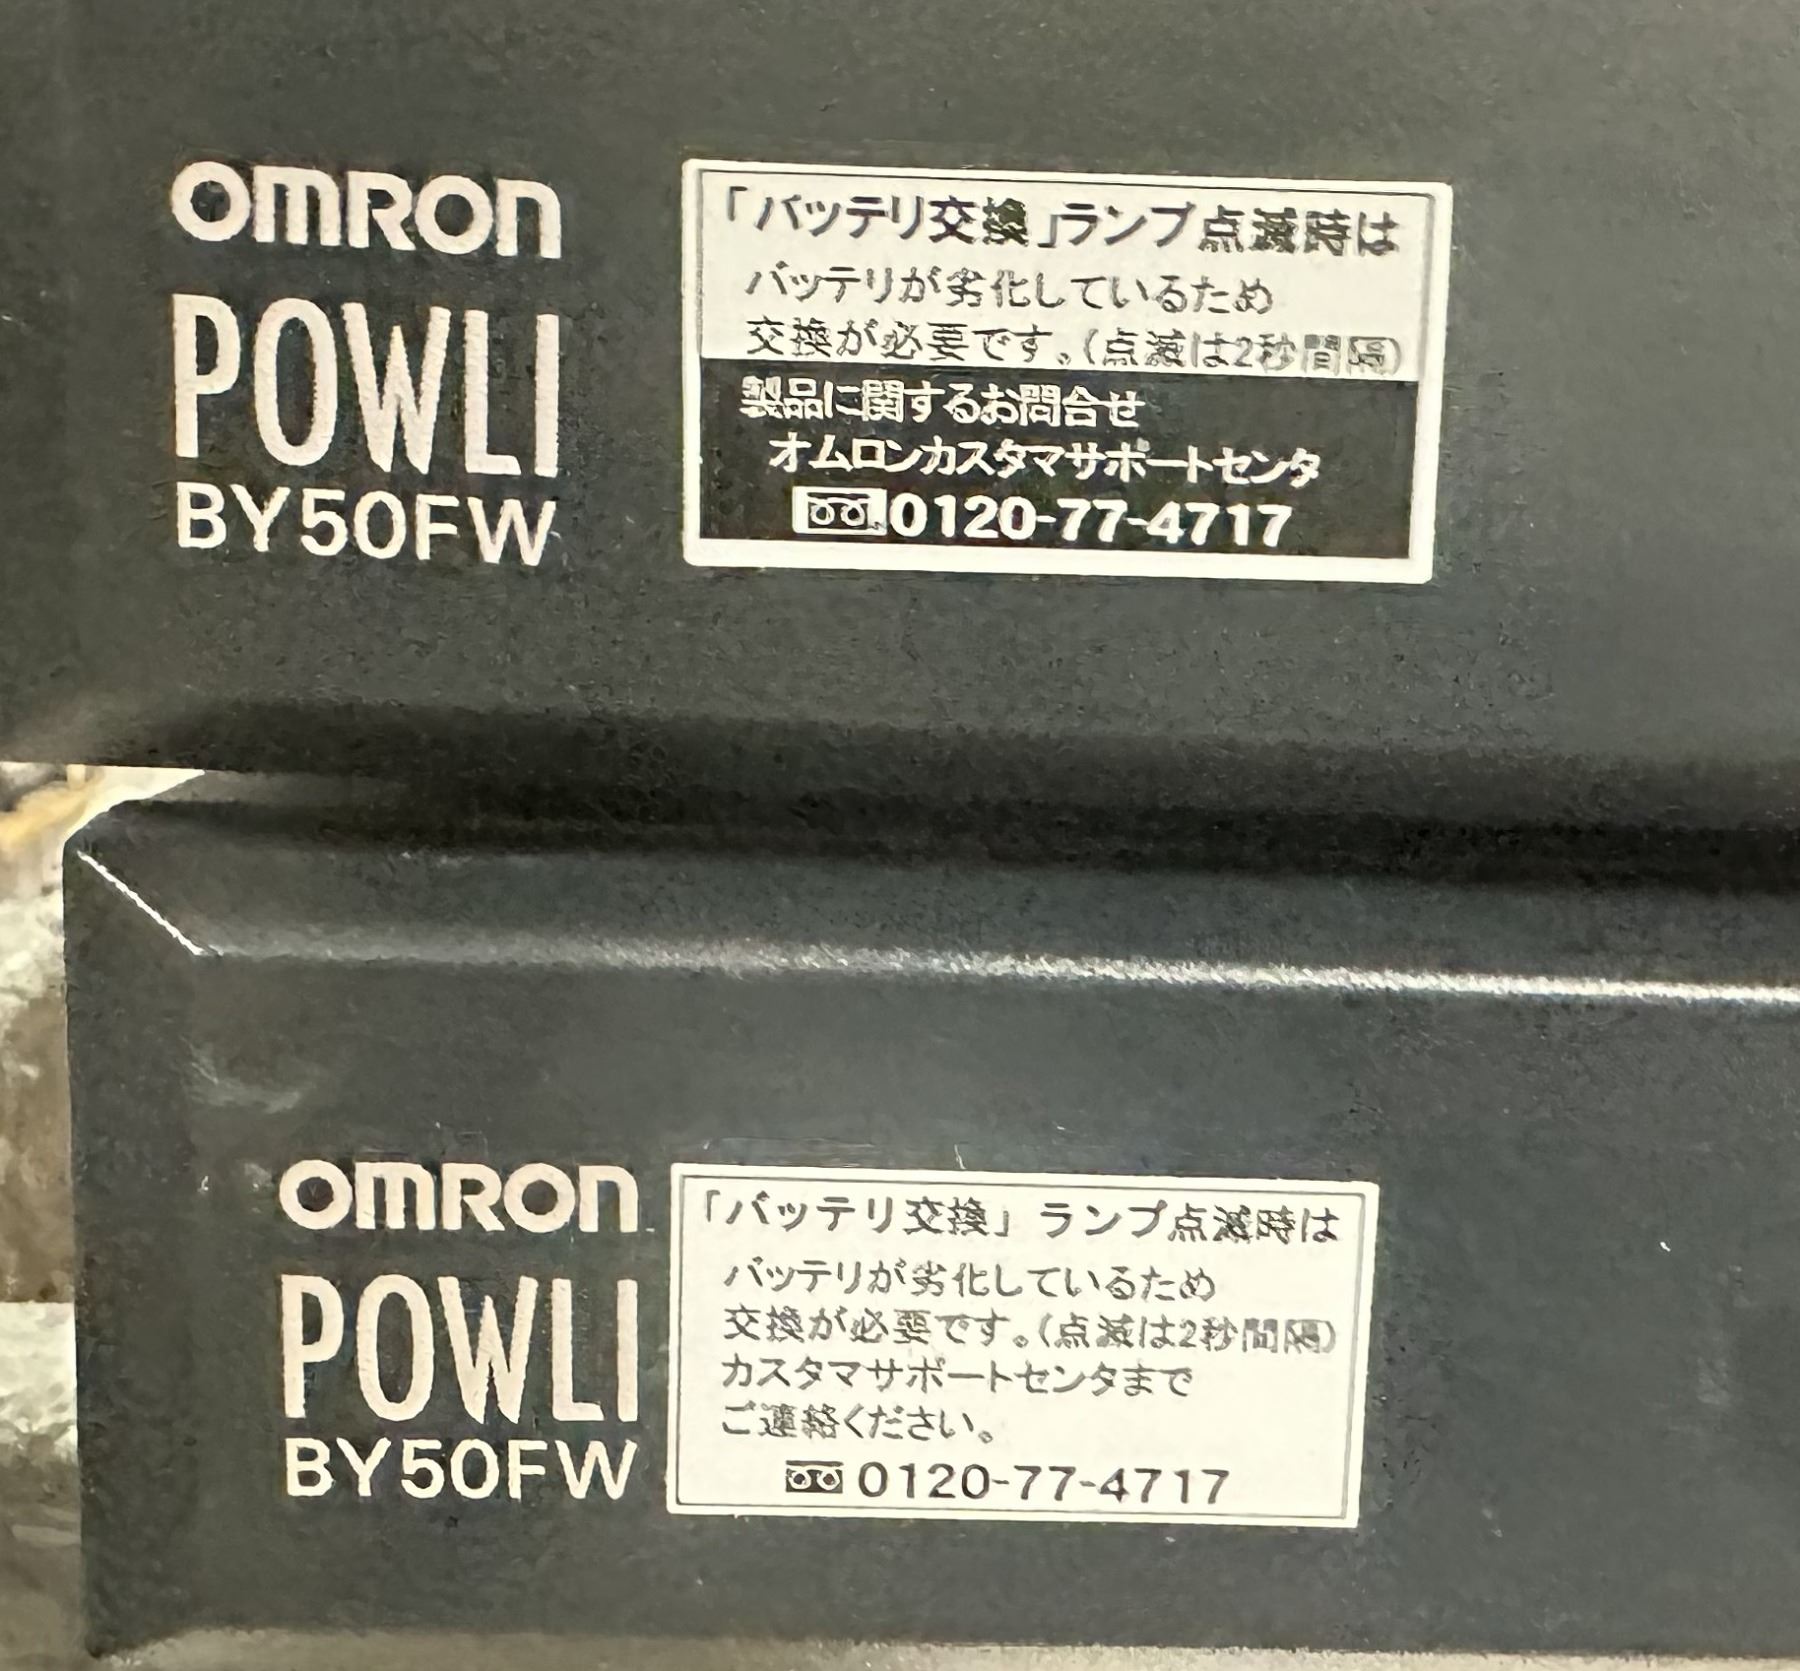 OMRON
POWLI
BY50FW
「バッテリ交換」ランプ点滅時は
バッテリが劣化しているため
交換が必要です。(点滅は2秒間隔)
製品に関するお問合せ
オムロンカスタマサポートセンタ
0120-77-4717
OMRON
POWLI
BY50FW
「バッテリ交換」ランプ点滅時は
バッテリが劣化しているため
交換が必要です。(点滅は2秒間隔)
カスタマサポートセンタまで
ご連絡ください。
0120-77-4717